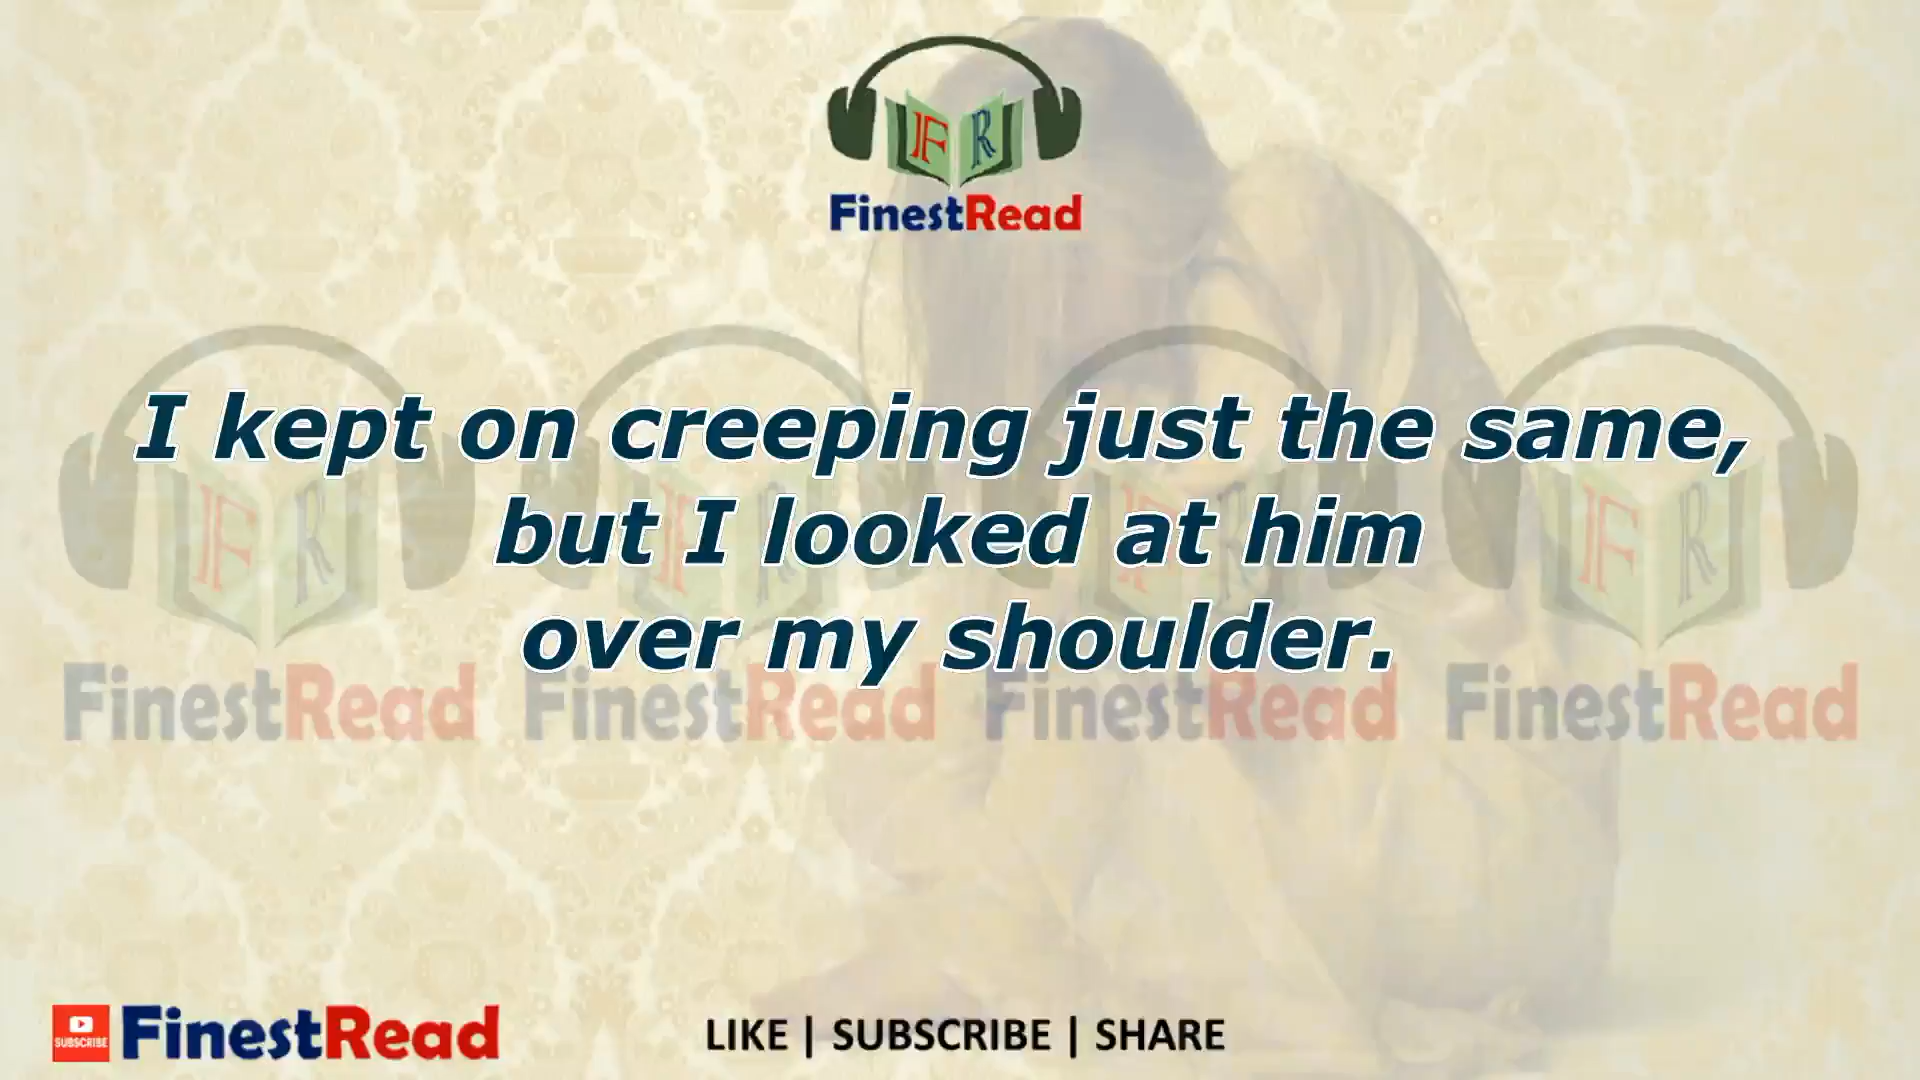 F R
FinestRead
I kept on creeping just the same,
but I looked at him
over my shoulder.
F R F R F R F R
FinestRead FinestRead FinestRead FinestRead
SUBSCRIBE FinestRead
LIKE | SUBSCRIBE | SHARE